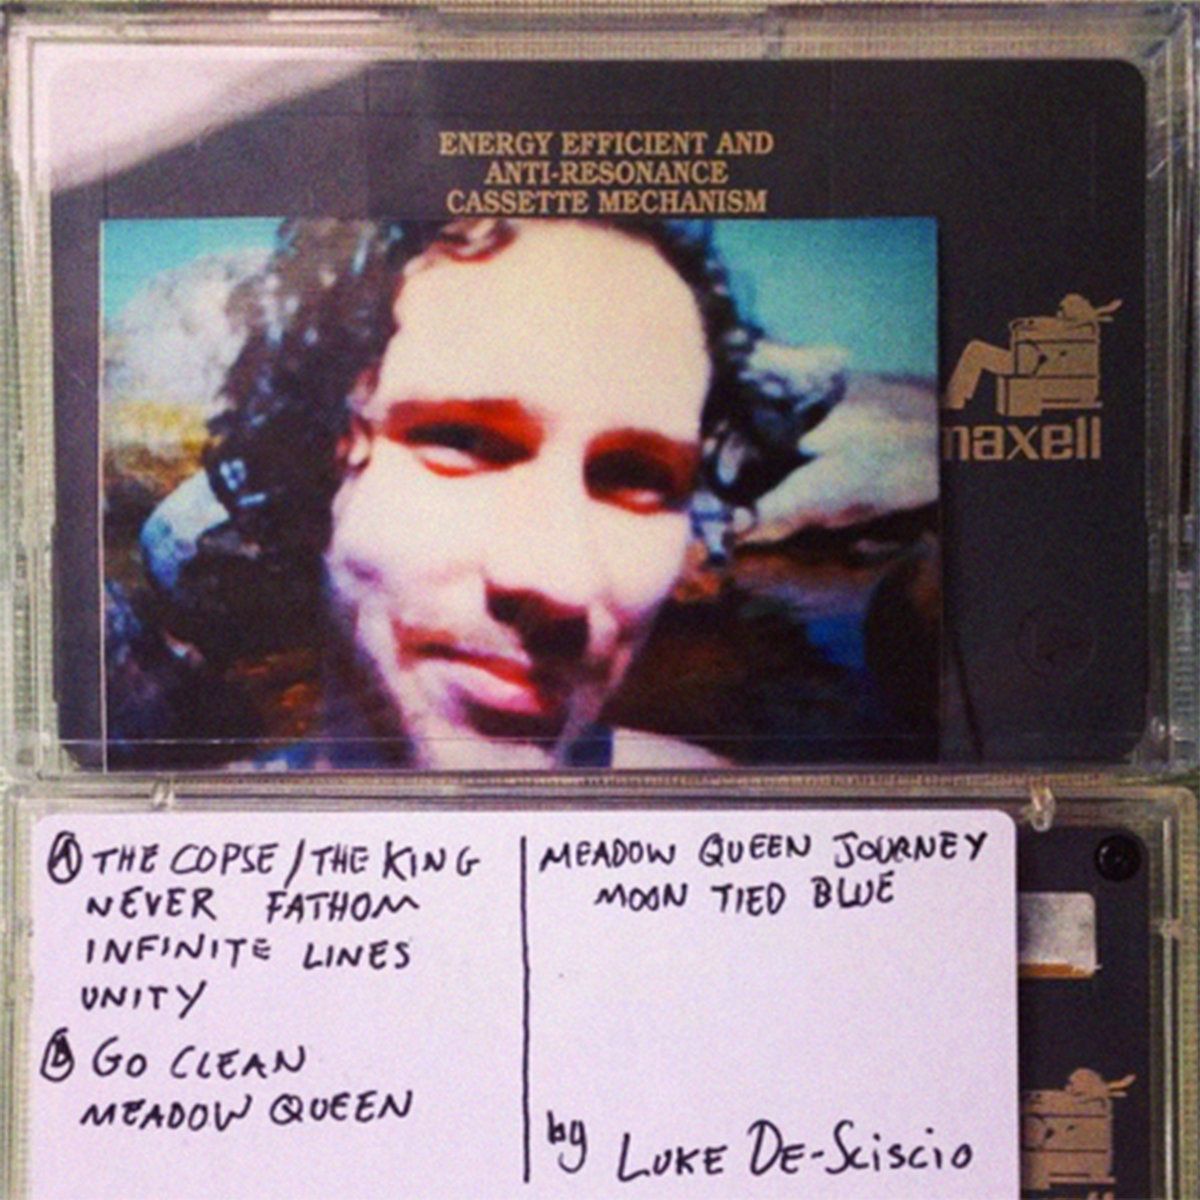 ENERGY EFFICIENT AND
ANTI-RESONANCE
CASSETTE MECHANISM
maxell
A THE COPSE / THE KING
NEVER FATHOM
INFINITE LINES
UNITY
B GO CLEAN
MEADOW QUEEN
MEADOW QUEEN JOURNEY
MOON TIED BLUE
by LUKE DE-SCISCIO